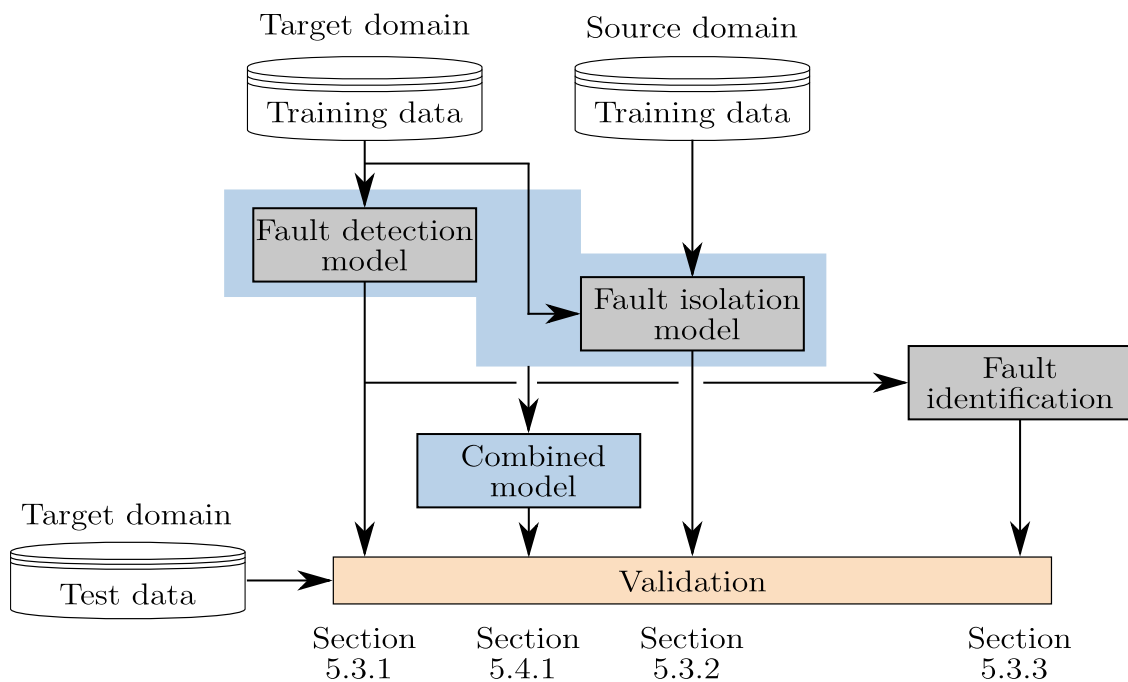 Target domain
Source domain
Training data
Training data
Fault detection
model
Fault isolation
model
Fault
identification
Combined
model
Target domain
Test data
Validation
Section
5.3.1
Section
5.4.1
Section
5.3.2
Section
5.3.3